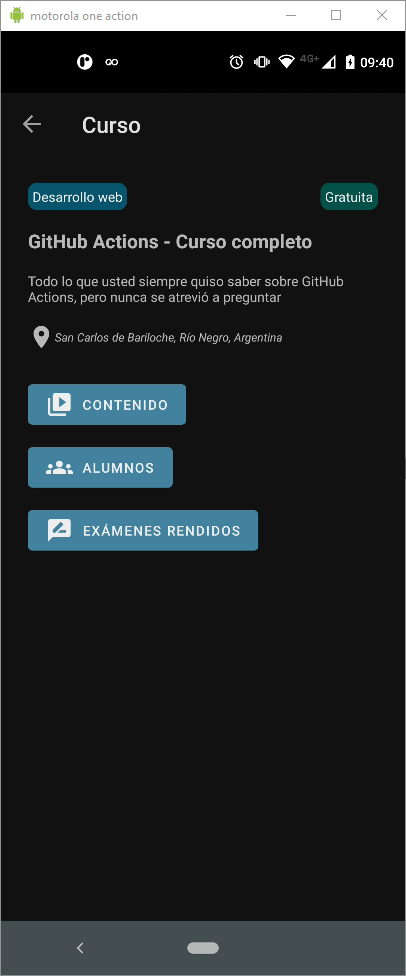 motorola one action
4G+
09:40
Curso
Desarrollo web
Gratuita
GitHub Actions - Curso completo
Todo lo que usted siempre quiso saber sobre GitHub
Actions, pero nunca se atrevió a preguntar
San Carlos de Bariloche, Río Negro, Argentina
CONTENIDO
ALUMNOS
EXÁMENES RENDIDOS